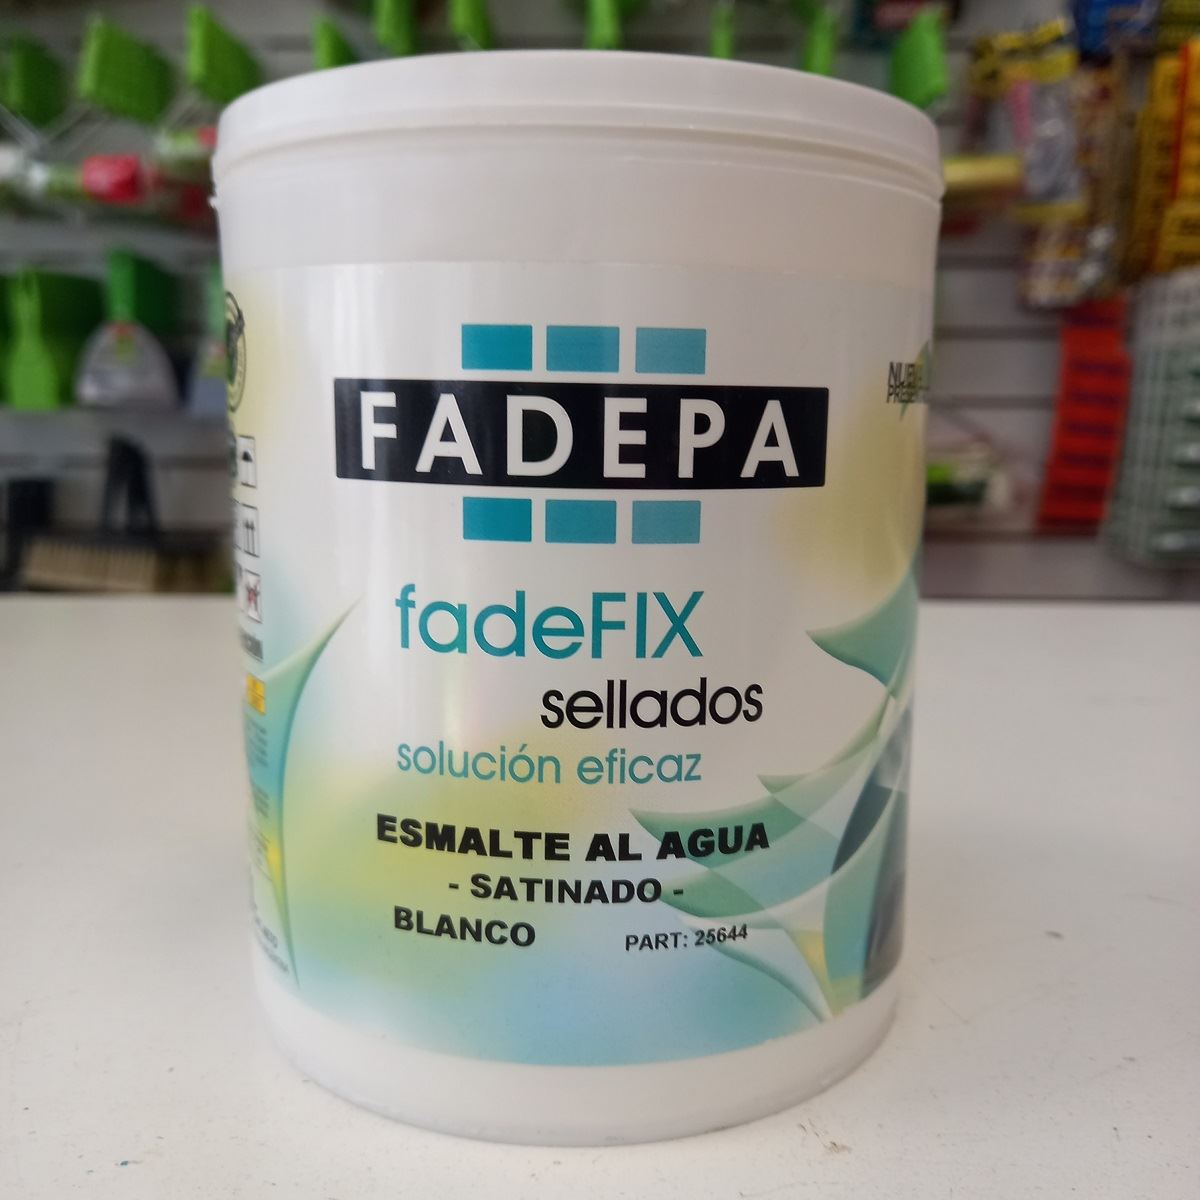 FADEPA
fadeFIX
sellados
solución eficaz
ESMALTE AL AGUA
- SATINADO -
BLANCO PART: 25644